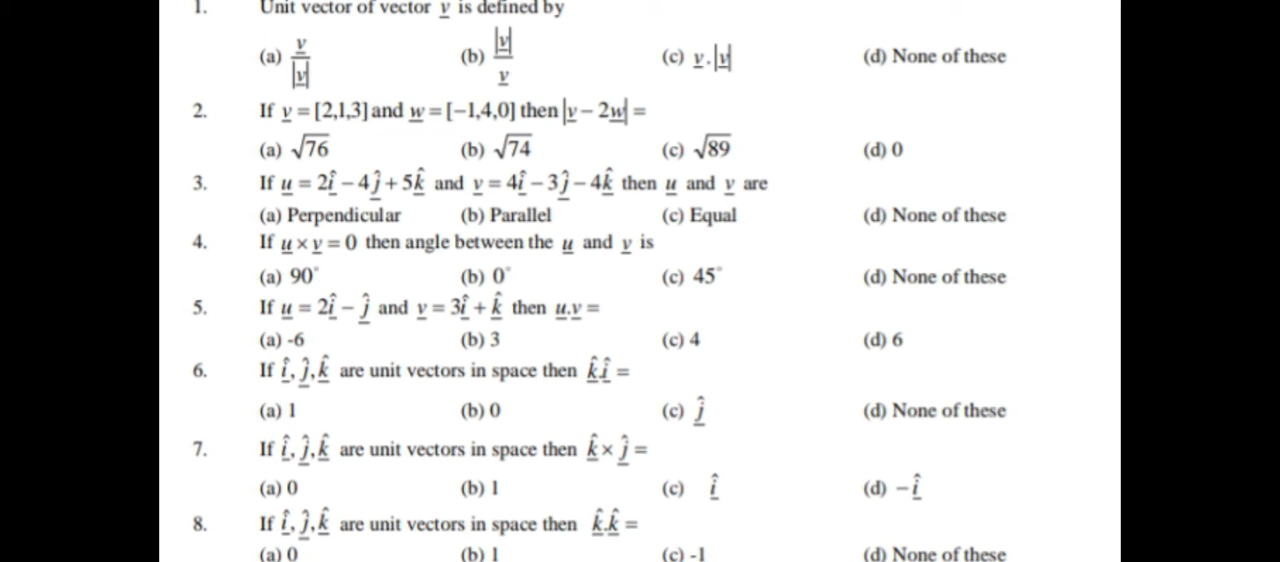 1. Unit vector of vector v is defined by
(a) v/|v| (b) |v|/v (c) v.|v| (d) None of these
2. If v = [2,1,3] and w = [−1,4,0] then |v − 2w| =
(a) √76 (b) √74 (c) √89 (d) 0
3. If u = 2î − 4ĵ + 5k̂ and v = 4î − 3ĵ − 4k̂ then u and v are
(a) Perpendicular (b) Parallel (c) Equal (d) None of these
4. If u × v = 0 then angle between the u and v is
(a) 90° (b) 0° (c) 45° (d) None of these
5. If u = 2î − ĵ and v = 3î + k̂ then u.v =
(a) -6 (b) 3 (c) 4 (d) 6
6. If î, ĵ, k̂ are unit vectors in space then k̂.î =
(a) 1 (b) 0 (c) ĵ (d) None of these
7. If î, ĵ, k̂ are unit vectors in space then k̂ × ĵ =
(a) 0 (b) 1 (c) î (d) −î
8. If î, ĵ, k̂ are unit vectors in space then k̂.k̂ =
(a) 0 (b) 1 (c) -1 (d) None of these